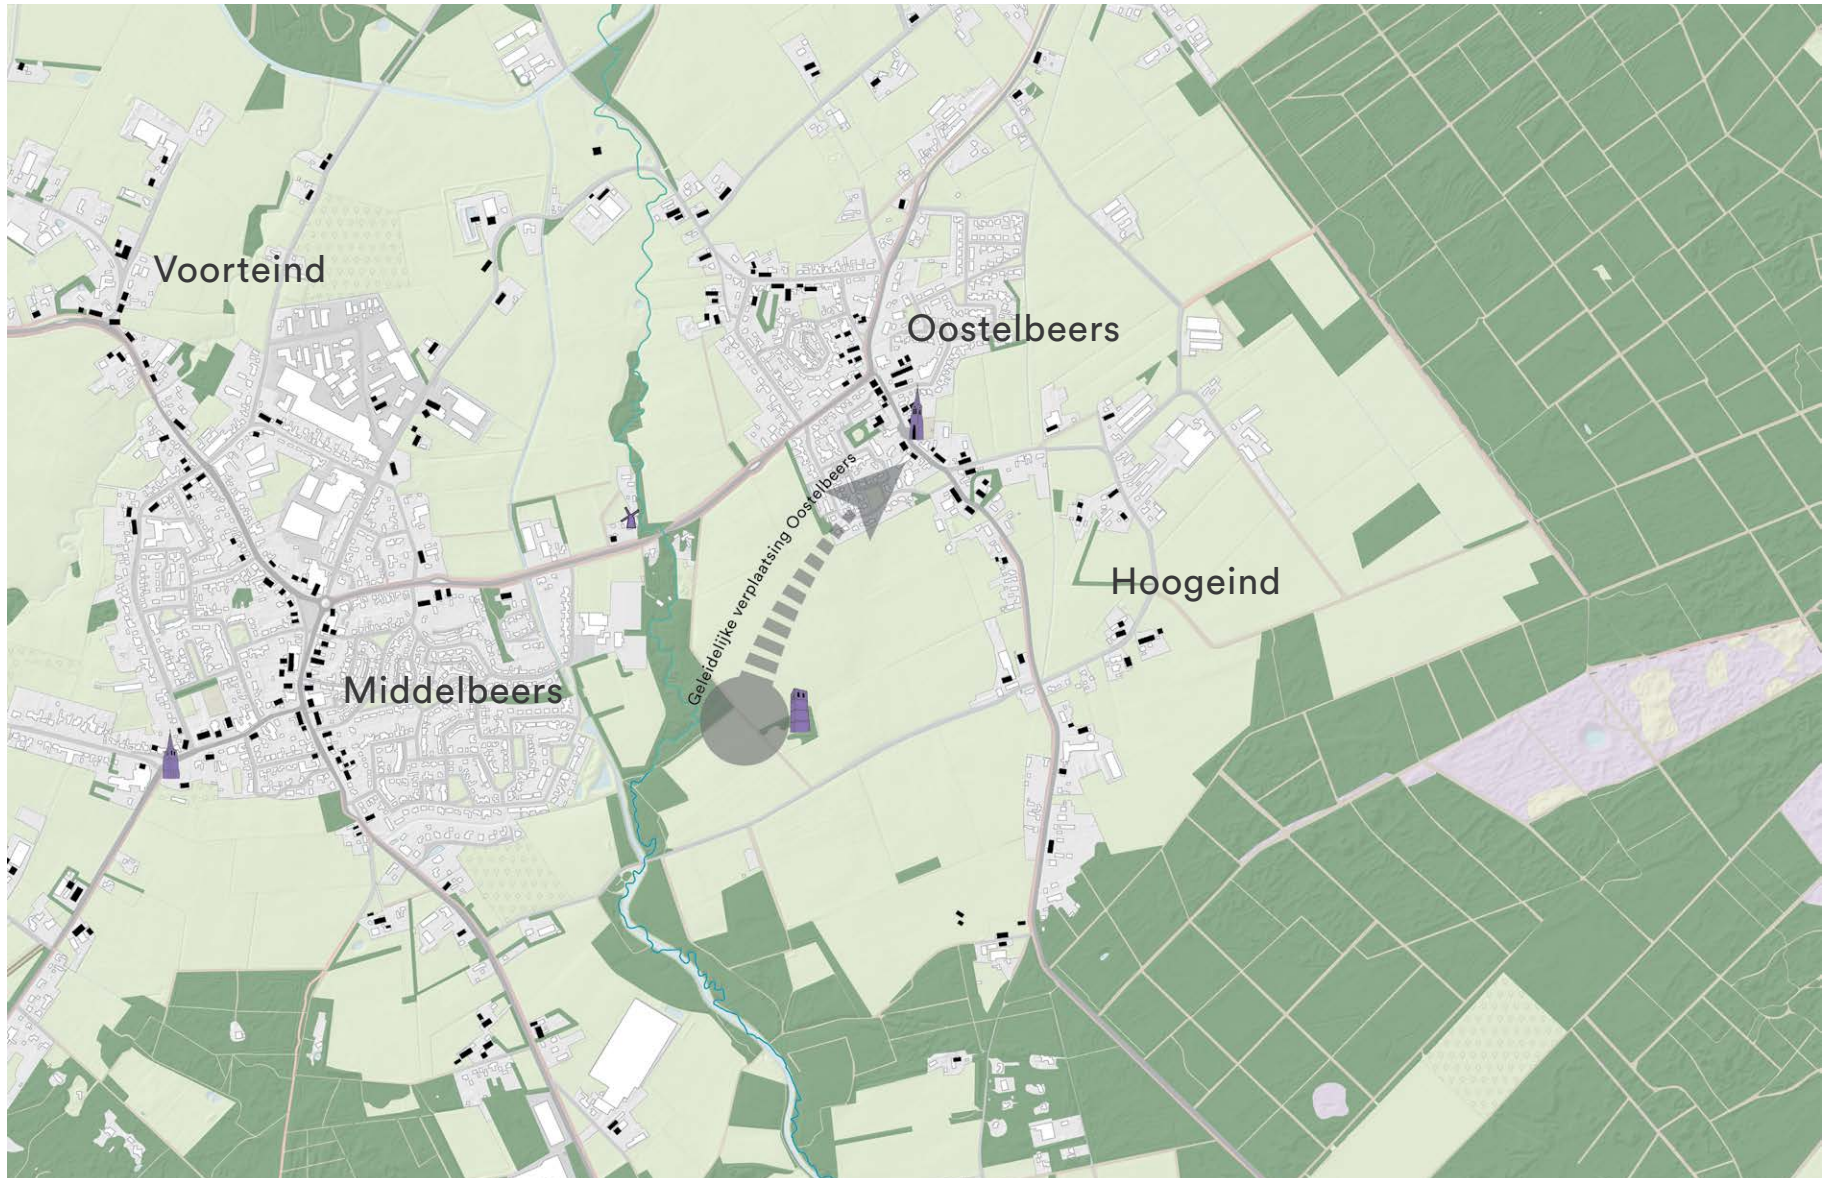 Voorteind
Oostelbeers
Geleidelijke verplaatsing Oostelbeers
Hoogeind
Middelbeers